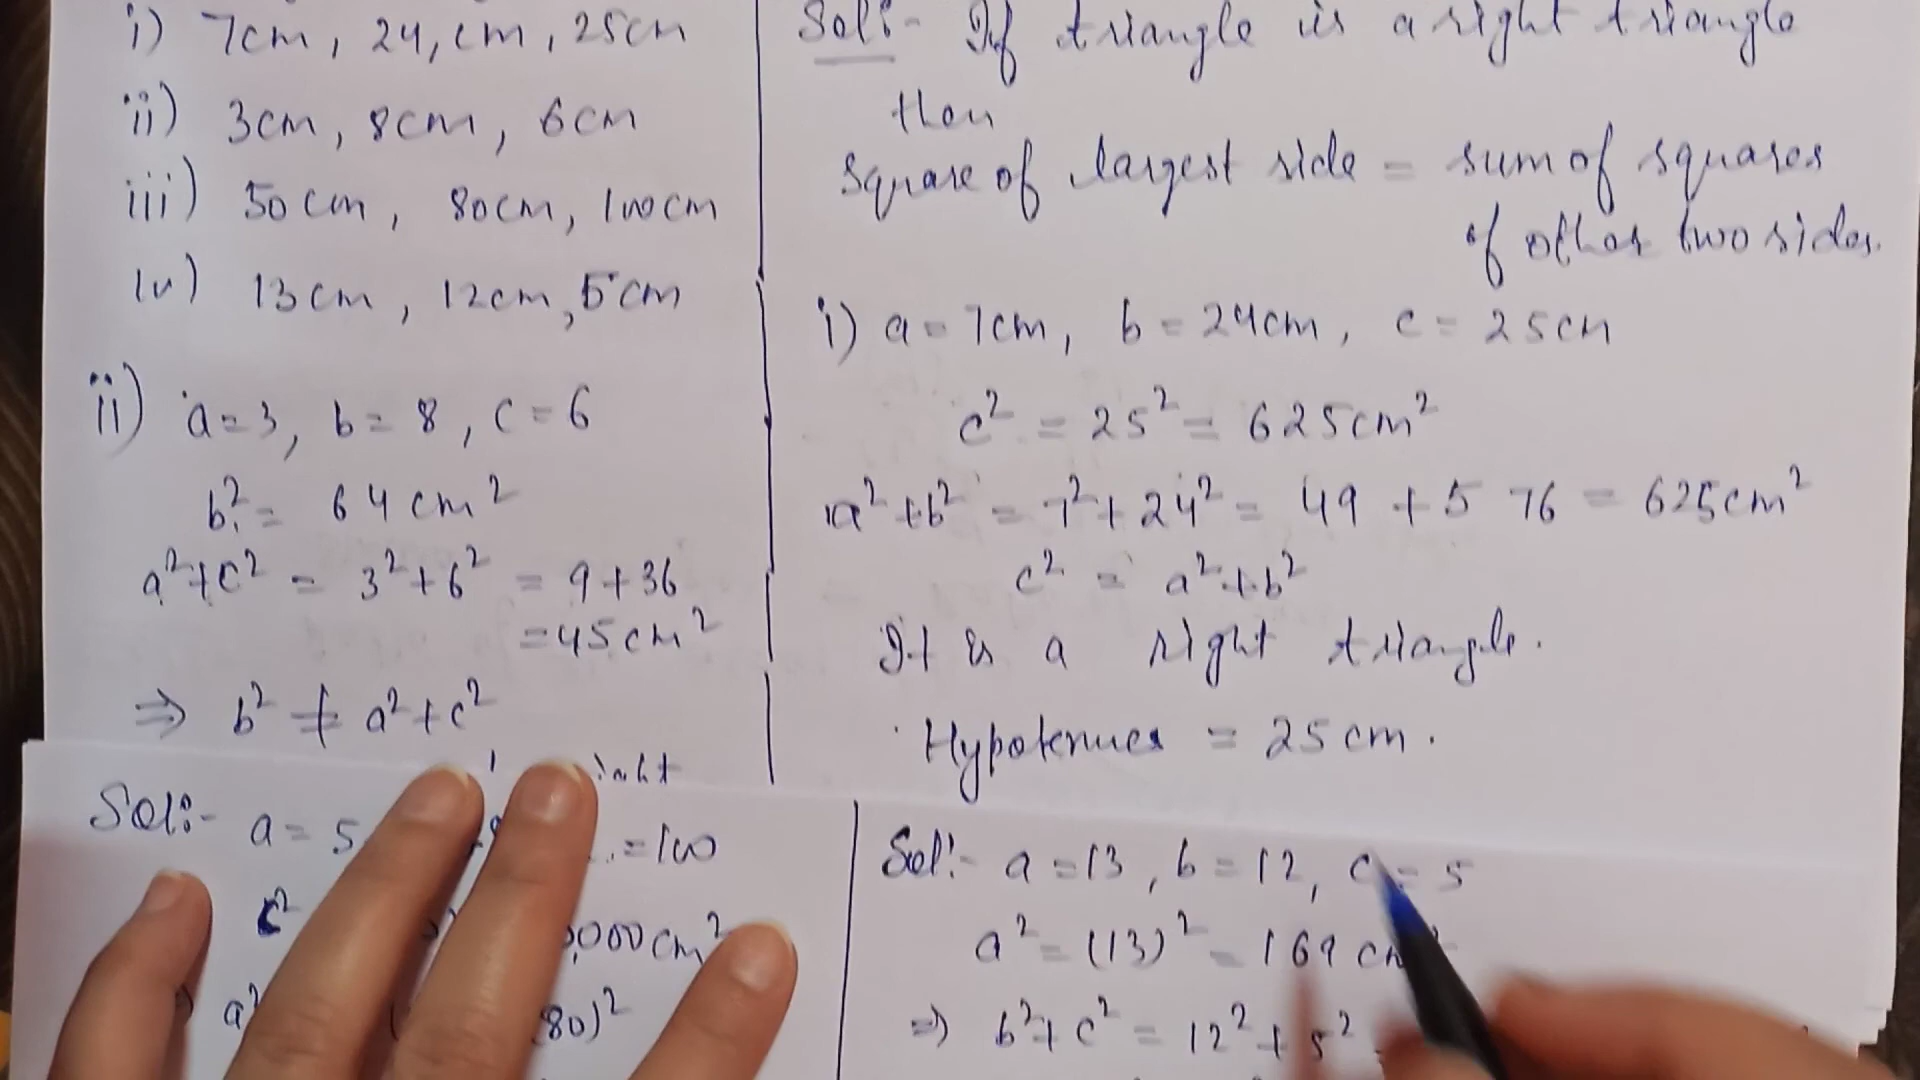 i) 7cm, 24,cm, 25cm
ii) 3cm, 8cm, 6cm
iii) 50cm, 80cm, 100cm
iv) 13cm, 12cm, 5cm
ii) a=3, b=8, c=6
b²= 64cm²
a²+c² = 3²+6² = 9+36
=45cm²
⇒ b² ≠ a²+c²
Sol:- If triangle is a right triangle
then
square of largest side = sum of squares
of other two sides.
i) a=7cm, b=24cm, c=25cm
c² = 25² = 625cm²
a²+b² = 7²+24² = 49+576 = 625cm²
c² = a²+b²
It is a right triangle.
Hypotenues = 25cm.
Sol:- a=5 =100
c² 000cm²
a² (80)²
Sol:- a=13, b=12, c=5
a²=(13)²=169
⇒ b²+c² = 12²+5²